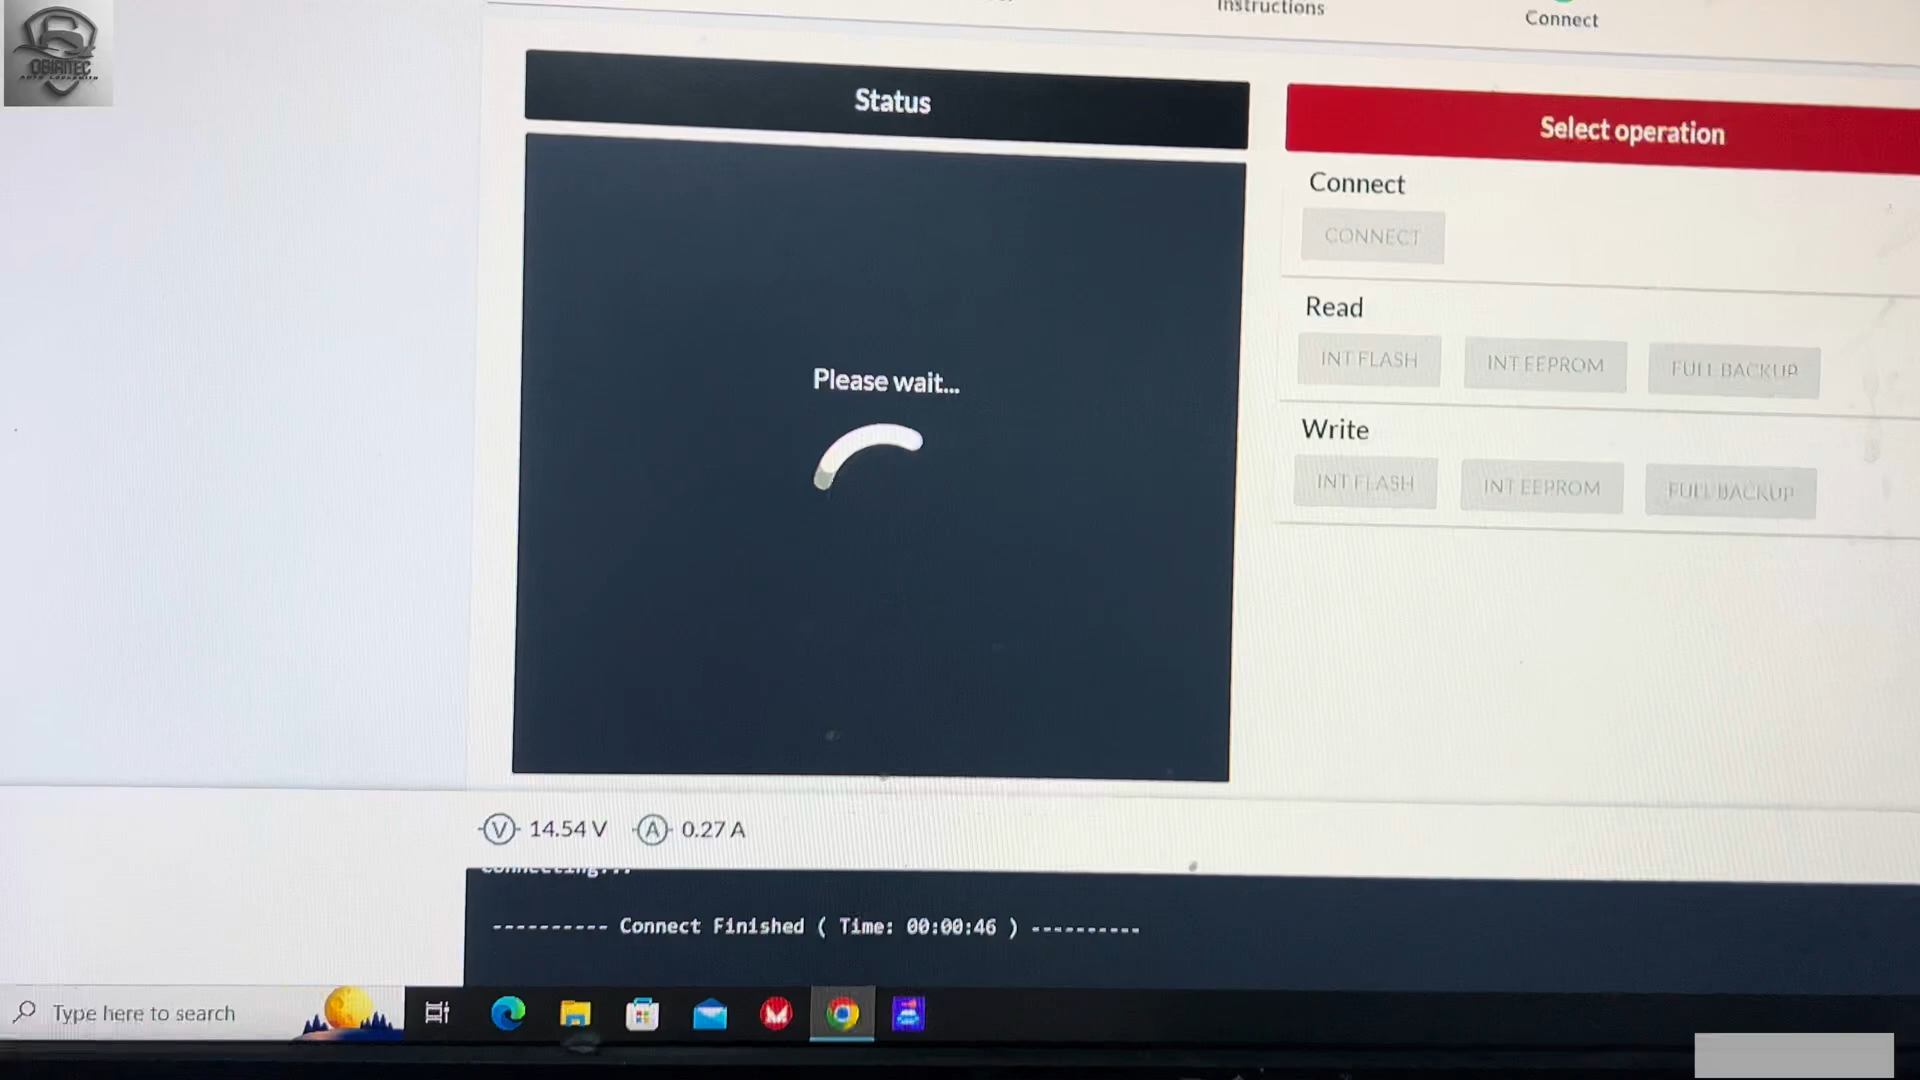 Instructions
Connect
Status
Select operation
Connect
CONNECT
Read
INT FLASH
INT EEPROM
FULL BACKUP
Please wait...
Write
INT FLASH
INT EEPROM
FULL BACKUP
V 14.54 V A 0.27 A
Connecting...
---------- Connect Finished ( Time: 00:00:46 ) ----------
Type here to search